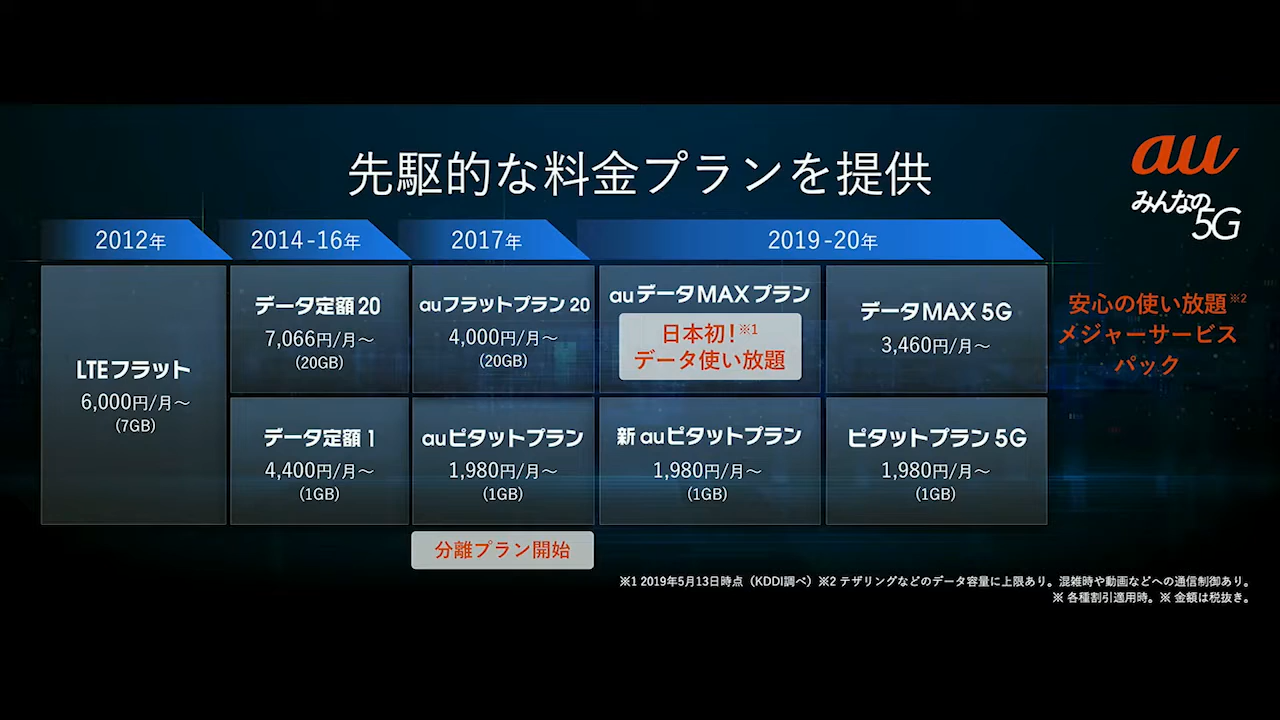 先駆的な料金プランを提供
au
みんなの
5G
2012年
2014-16年
2017年
2019-20年
LTEフラット
6,000円/月～
(7GB)
データ定額20
7,066円/月～
(20GB)
auフラットプラン20
4,000円/月～
(20GB)
auデータMAXプラン
日本初!※1
データ使い放題
データMAX 5G
3,460円/月～
安心の使い放題※2
メジャーサービス
パック
データ定額1
4,400円/月～
(1GB)
auピタットプラン
1,980円/月～
(1GB)
新auピタットプラン
1,980円/月～
(1GB)
ピタットプラン5G
1,980円/月～
(1GB)
分離プラン開始
※1 2019年5月13日時点（KDDI調べ）※2 テザリングなどのデータ容量に上限あり。混雑時や動画などへの通信制御あり。
※ 各種割引適用時。※ 金額は税抜き。